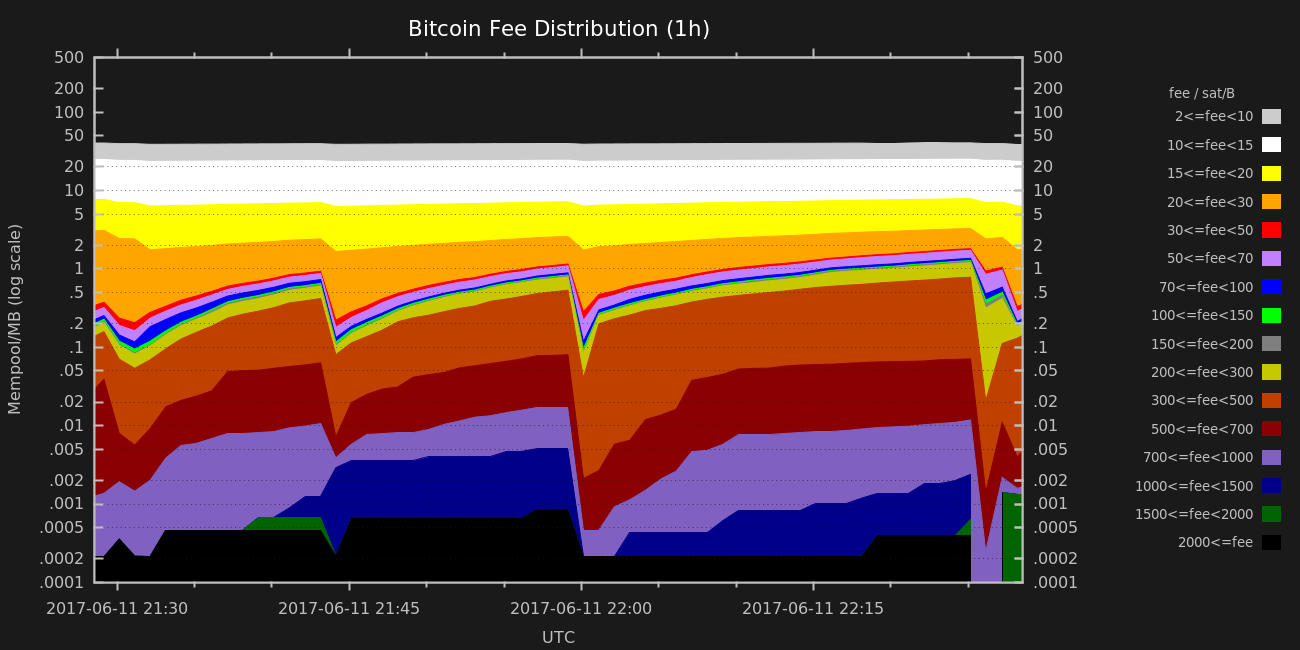 Bitcoin Fee Distribution (1h)
500
200
100
50
20
10
5
2
1
.5
.2
.1
.05
.02
.01
.005
.002
.001
.0005
.0002
.0001
Mempool/MB (log scale)
500
200
100
50
20
10
5
2
1
.5
.2
.1
.05
.02
.01
.005
.002
.001
.0005
.0002
.0001
2017-06-11 21:30
2017-06-11 21:45
2017-06-11 22:00
2017-06-11 22:15
UTC
fee / sat/B
2<=fee<10
10<=fee<15
15<=fee<20
20<=fee<30
30<=fee<50
50<=fee<70
70<=fee<100
100<=fee<150
150<=fee<200
200<=fee<300
300<=fee<500
500<=fee<700
700<=fee<1000
1000<=fee<1500
1500<=fee<2000
2000<=fee